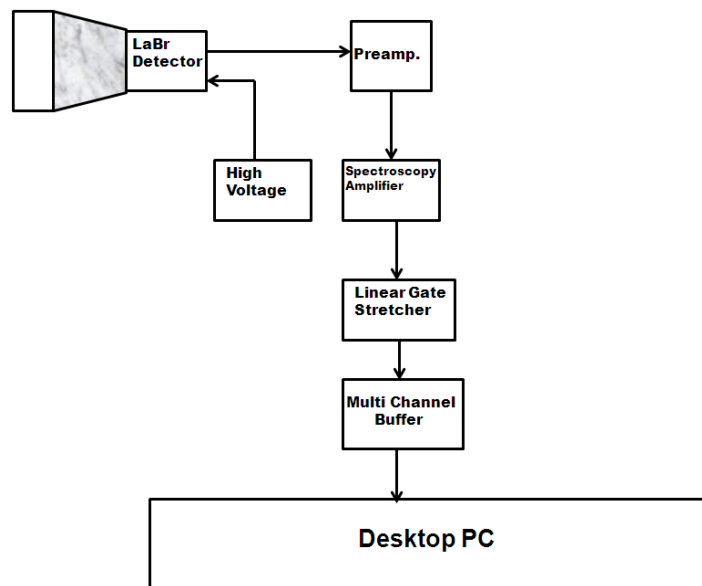 LaBr
Detector
Preamp.
High
Voltage
Spectroscopy
Amplifier
Linear Gate
Stretcher
Multi Channel
Buffer
Desktop PC